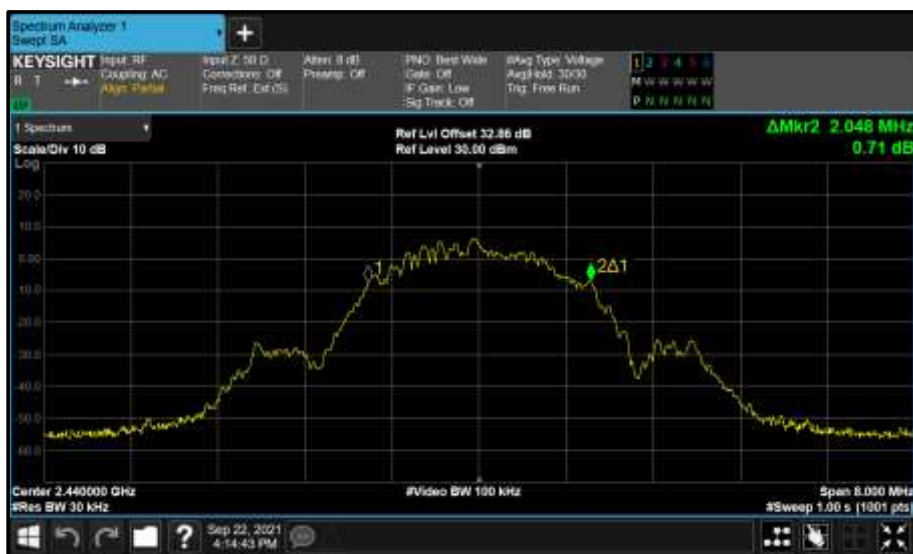 Spectrum Analyzer 1
Swept SA
+
KEYSIGHT
R T
Input: RF
Coupling: AC
Align: Partial
Input Z: 50 Ω
Corrections: Off
Freq Ref: Ext (S)
Atten: 8 dB
Preamp: Off
PNO: Best Wide
Gate: Off
IF Gain: Low
Sig Track: Off
#Avg Type: Voltage
Avg|Hold: 30/30
Trig: Free Run
1 2 3 4 5 6
M W W W W W
P N N N N N
1 Spectrum
Scale/Div 10 dB
Ref Lvl Offset 32.86 dB
Ref Level 30.00 dBm
ΔMkr2 2.048 MHz
0.71 dB
Log
20.0
10.0
0.00
-10.0
-20.0
-30.0
-40.0
-50.0
-60.0
1
2Δ1
Center 2.440000 GHz
#Res BW 30 kHz
#Video BW 100 kHz
Span 8.000 MHz
#Sweep 1.00 s (1001 pts)
?
Sep 22, 2021
4:14:43 PM